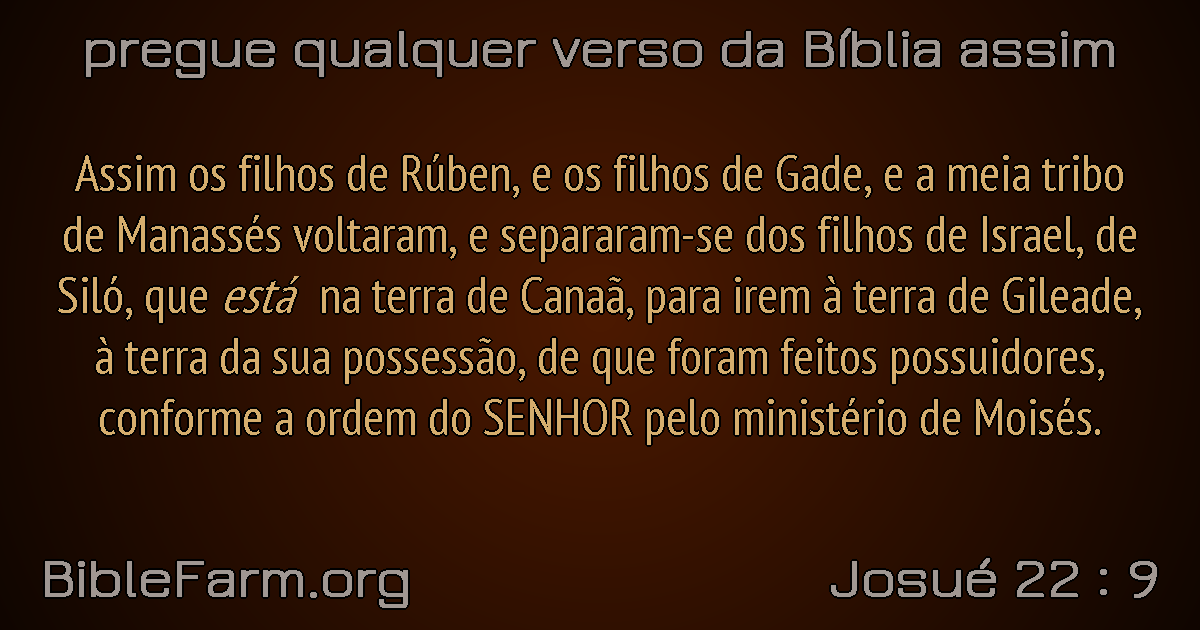 pregue qualquer verso da Bíblia assim
Assim os filhos de Rúben, e os filhos de Gade, e a meia tribo
de Manassés voltaram, e separaram-se dos filhos de Israel, de
Siló, que está na terra de Canaã, para irem à terra de Gileade,
à terra da sua possessão, de que foram feitos possuidores,
conforme a ordem do SENHOR pelo ministério de Moisés.
BibleFarm.org
Josué 22 : 9